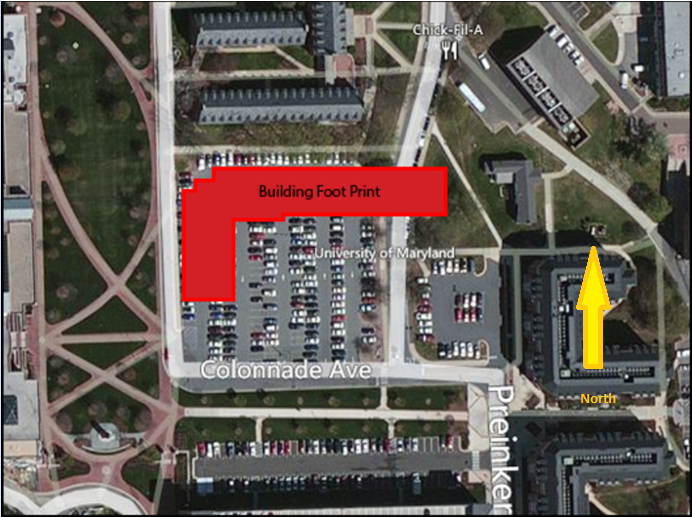 Chick-Fil-A
Building Foot Print
University of Maryland
Colonnade Ave
North
Preinker